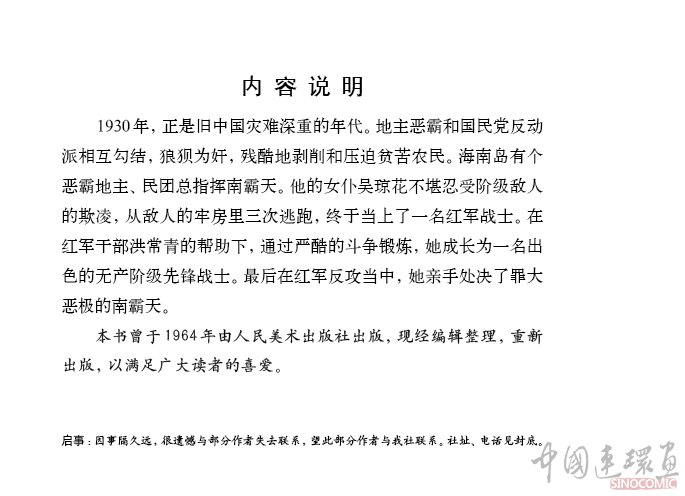 内容说明
1930年，正是旧中国灾难深重的年代。地主恶霸和国民党反动
派相互勾结，狼狈为奸，残酷地剥削和压迫贫苦农民。海南岛有个
恶霸地主、民团总指挥南霸天。他的女仆吴琼花不堪忍受阶级敌人
的欺凌，从敌人的牢房里三次逃跑，终于当上了一名红军战士。在
红军干部洪常青的帮助下，通过严酷的斗争锻炼，她成长为一名出
色的无产阶级先锋战士。最后在红军反攻当中，她亲手处决了罪大
恶极的南霸天。
本书曾于1964年由人民美术出版社出版，现经编辑整理，重新
出版，以满足广大读者的喜爱。
启事：因事隔久远，很遗憾与部分作者失去联系，望此部分作者与我社联系。社址、电话见封底。
中國連環畫
SINOCOMIC